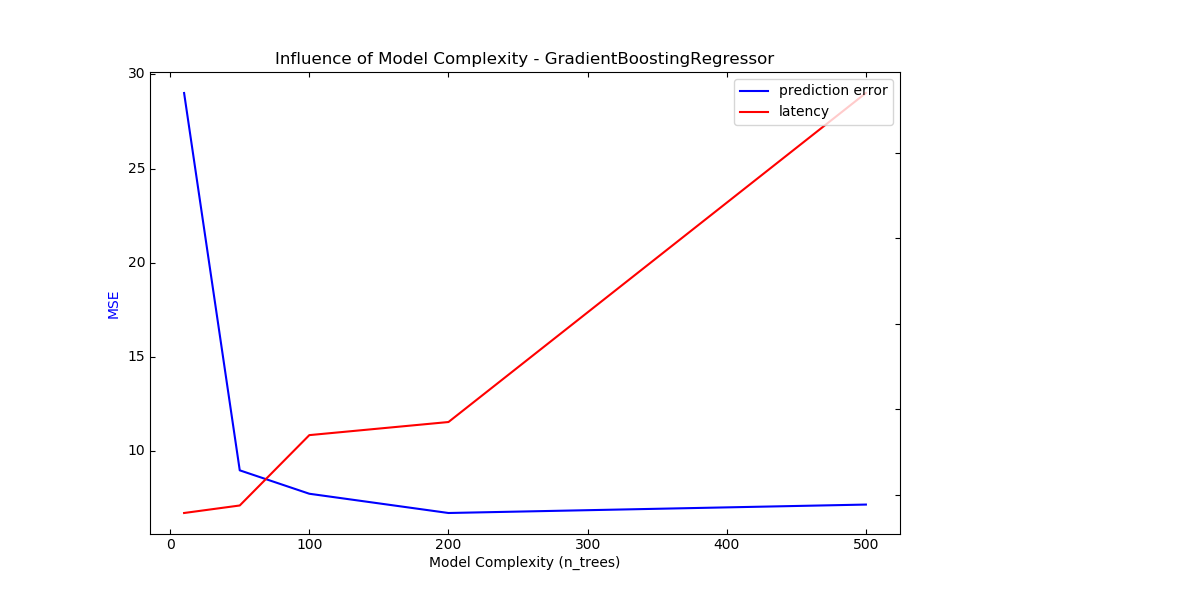 Influence of Model Complexity - GradientBoostingRegressor
prediction error
latency
30
25
20
15
10
MSE
0 100 200 300 400 500
Model Complexity (n_trees)